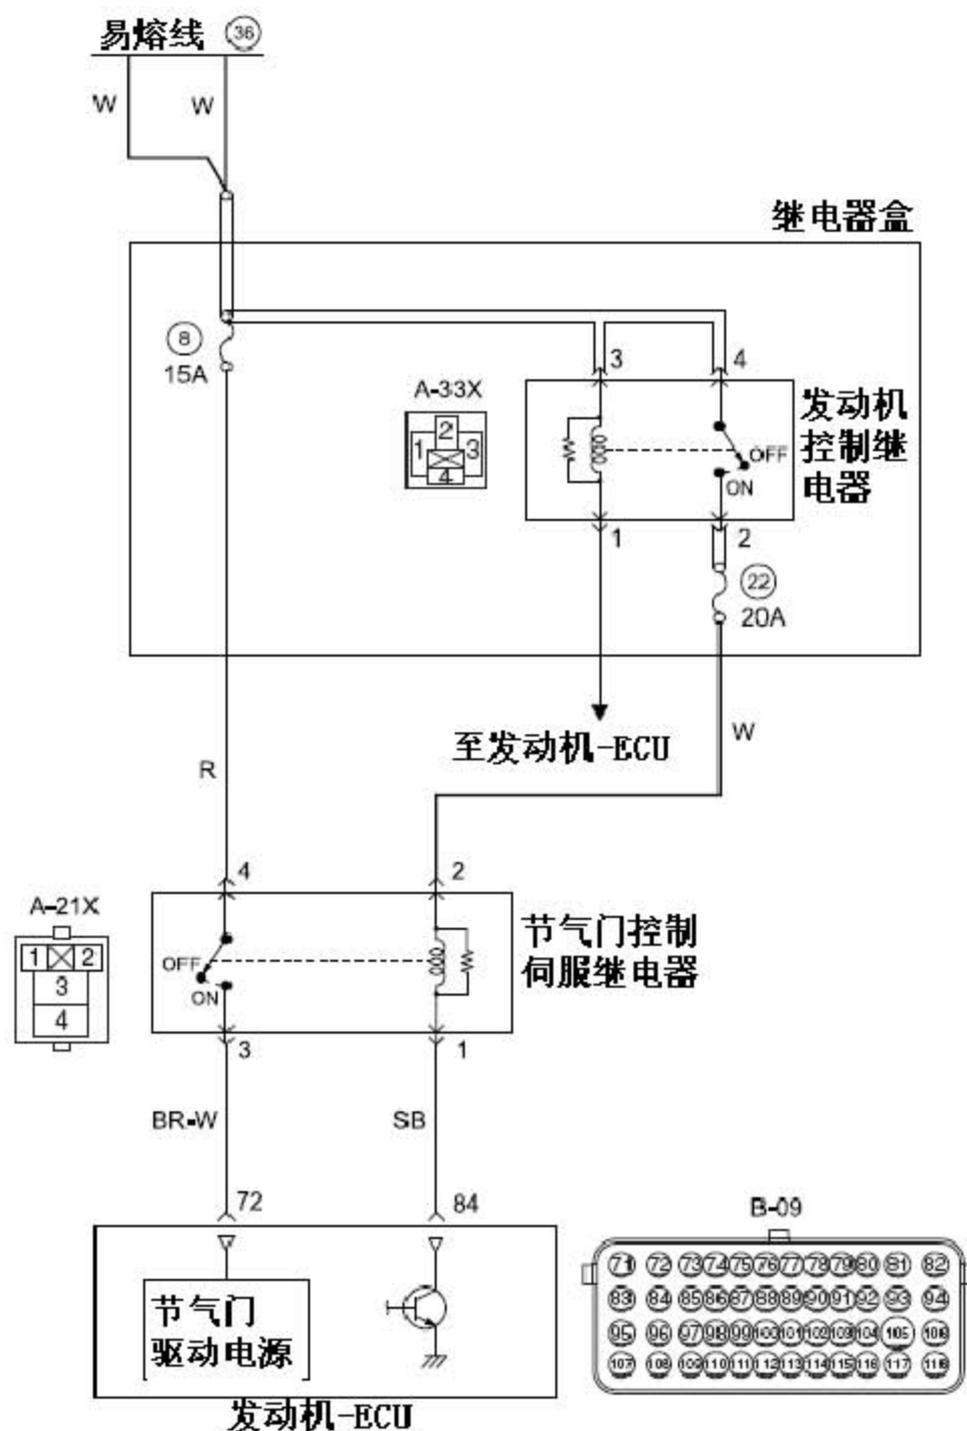 易熔线 36
W W
继电器盒
8
15A
3 4
A-33X
2
1 3
4
发动机
控制继
电器
OFF
ON
1 2
22
20A
至发动机-ECU
W
R
4 2
A-21X
1 2
3
4
节气门控制
伺服继电器
OFF
ON
3 1
BR-W SB
72 84
节气门
驱动电源
发动机-ECU
B-09
71 72 73 74 75 76 77 78 79 80 81 82
83 84 85 86 87 88 89 90 91 92 93 94
95 96 97 98 99 100 101 102 103 104 105 106
107 108 109 110 111 112 113 114 115 116 117 118